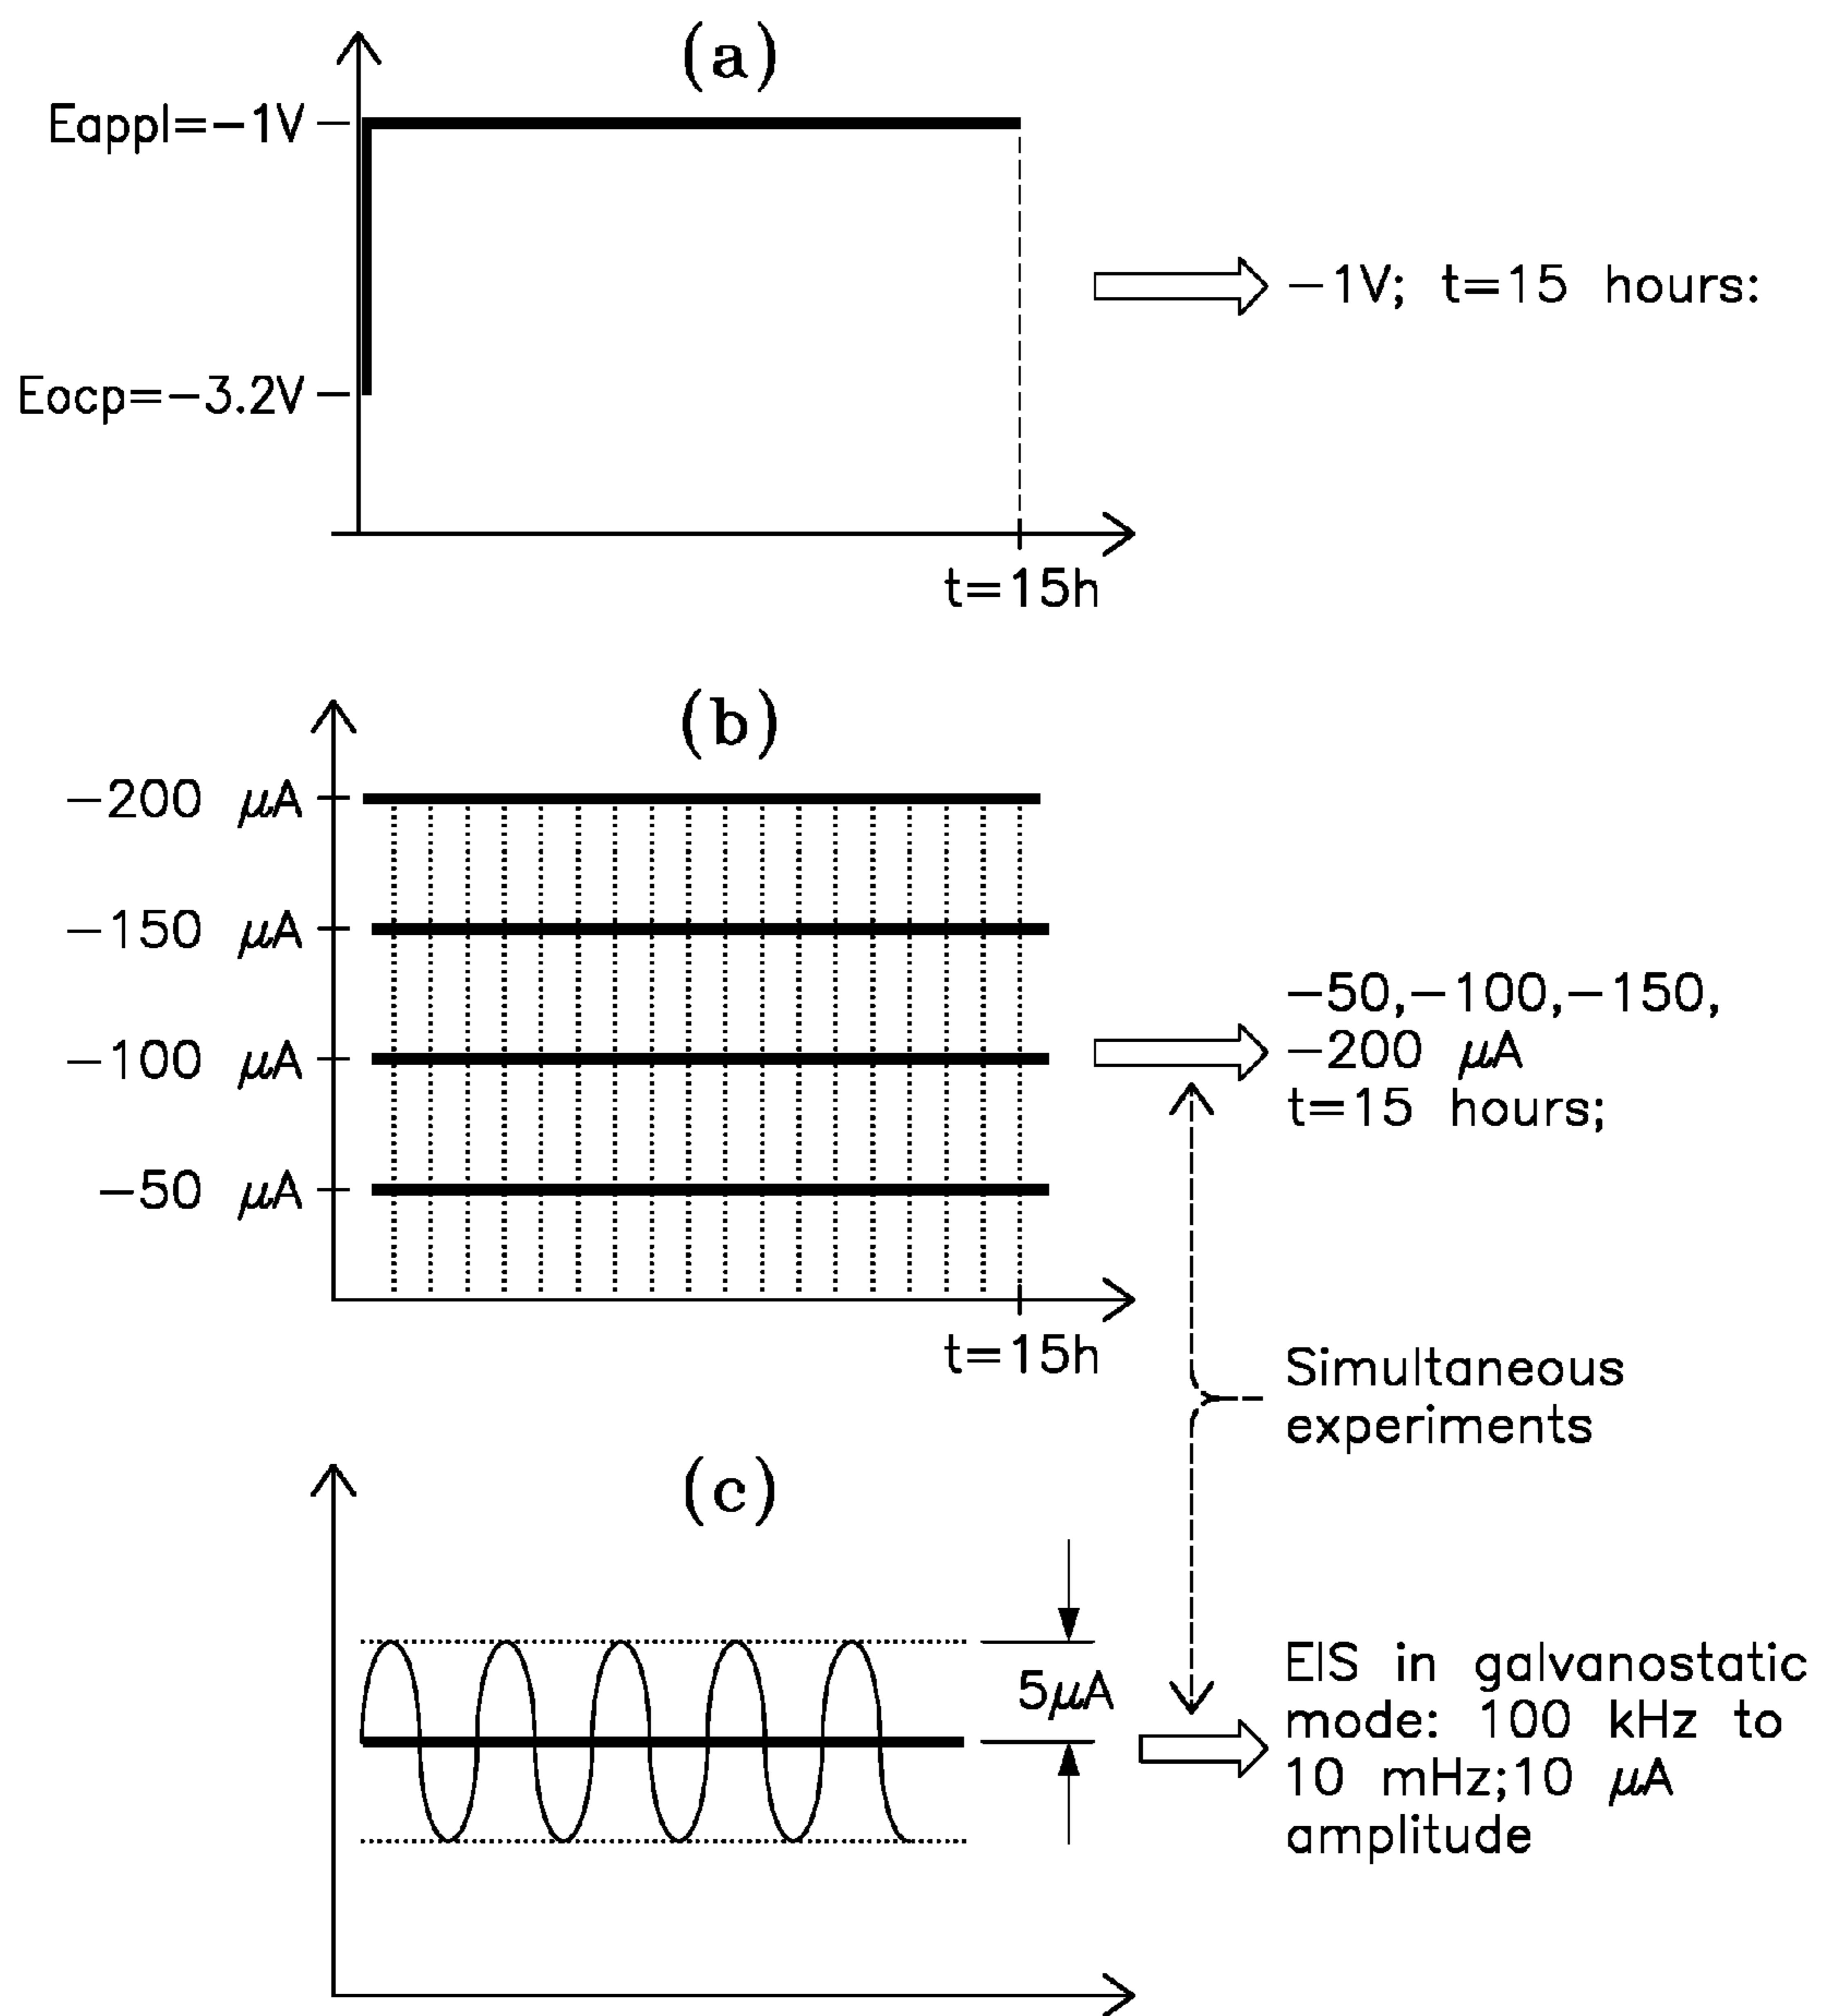 (a)
Eappl=−1V
Eocp=−3.2V
−1V; t=15 hours:
t=15h
(b)
−200 μA
−150 μA
−100 μA
−50 μA
−50,−100,−150,
−200 μA
t=15 hours;
t=15h
Simultaneous
experiments
(c)
5μA
EIS in galvanostatic
mode: 100 kHz to
10 mHz;10 μA
amplitude